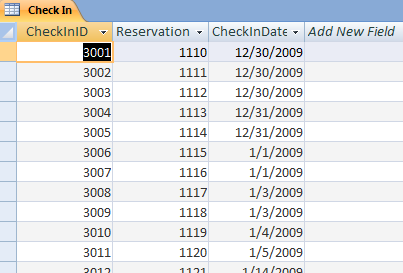 Check In
CheckInID Reservation CheckInDate Add New Field
3001 1110 12/30/2009
3002 1111 12/30/2009
3003 1112 12/30/2009
3004 1113 12/31/2009
3005 1114 12/31/2009
3006 1115 1/1/2009
3007 1116 1/1/2009
3008 1117 1/3/2009
3009 1118 1/3/2009
3010 1119 1/4/2009
3011 1120 1/5/2009
3012 1121 1/14/2009